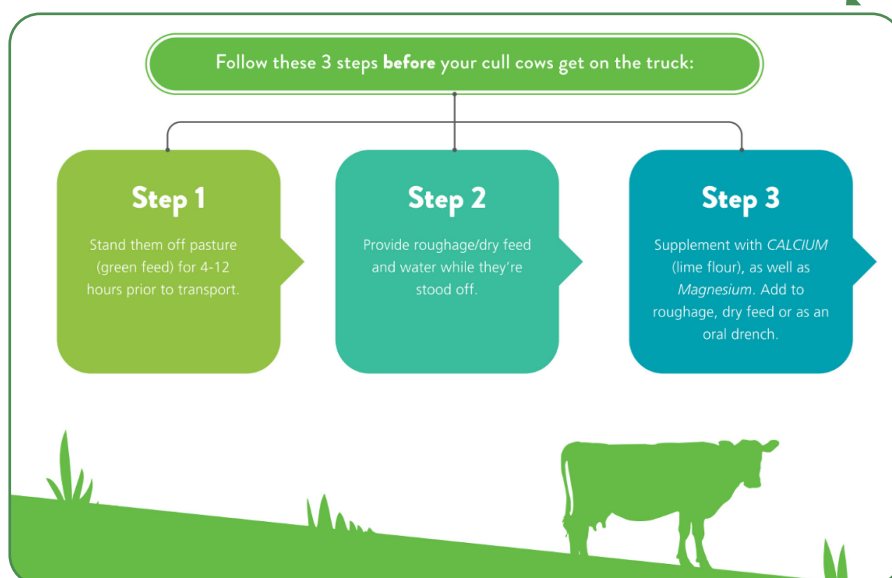 Follow these 3 steps before your cull cows get on the truck:
Step 1
Stand them off pasture
(green feed) for 4-12
hours prior to transport.
Step 2
Provide roughage/dry feed
and water while they're
stood off.
Step 3
Supplement with CALCIUM
(lime flour), as well as
Magnesium. Add to
roughage, dry feed or as an
oral drench.